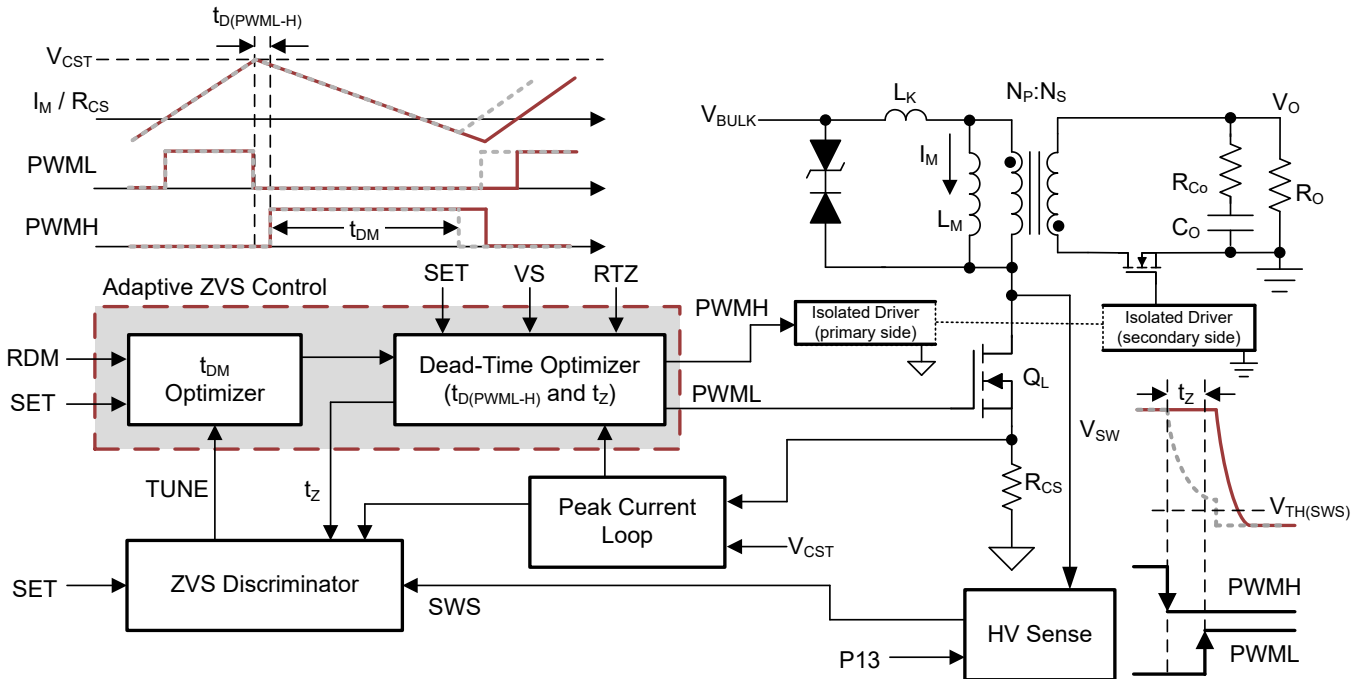 tD(PWML-H)
VCST
IM / RCS
PWML
PWMH
tDM
LK
NP:NS
VBULK
IM
LM
VO
RCo
RO
CO
Adaptive ZVS Control
SET
VS
RTZ
RDM
SET
tDM
Optimizer
Dead-Time Optimizer
(tD(PWML-H) and tZ)
PWMH
PWML
Isolated Driver
(primary side)
Isolated Driver
(secondary side)
QL
VSW
tZ
RCS
VTH(SWS)
TUNE
tZ
Peak Current
Loop
VCST
SET
ZVS Discriminator
SWS
HV Sense
P13
PWMH
PWML